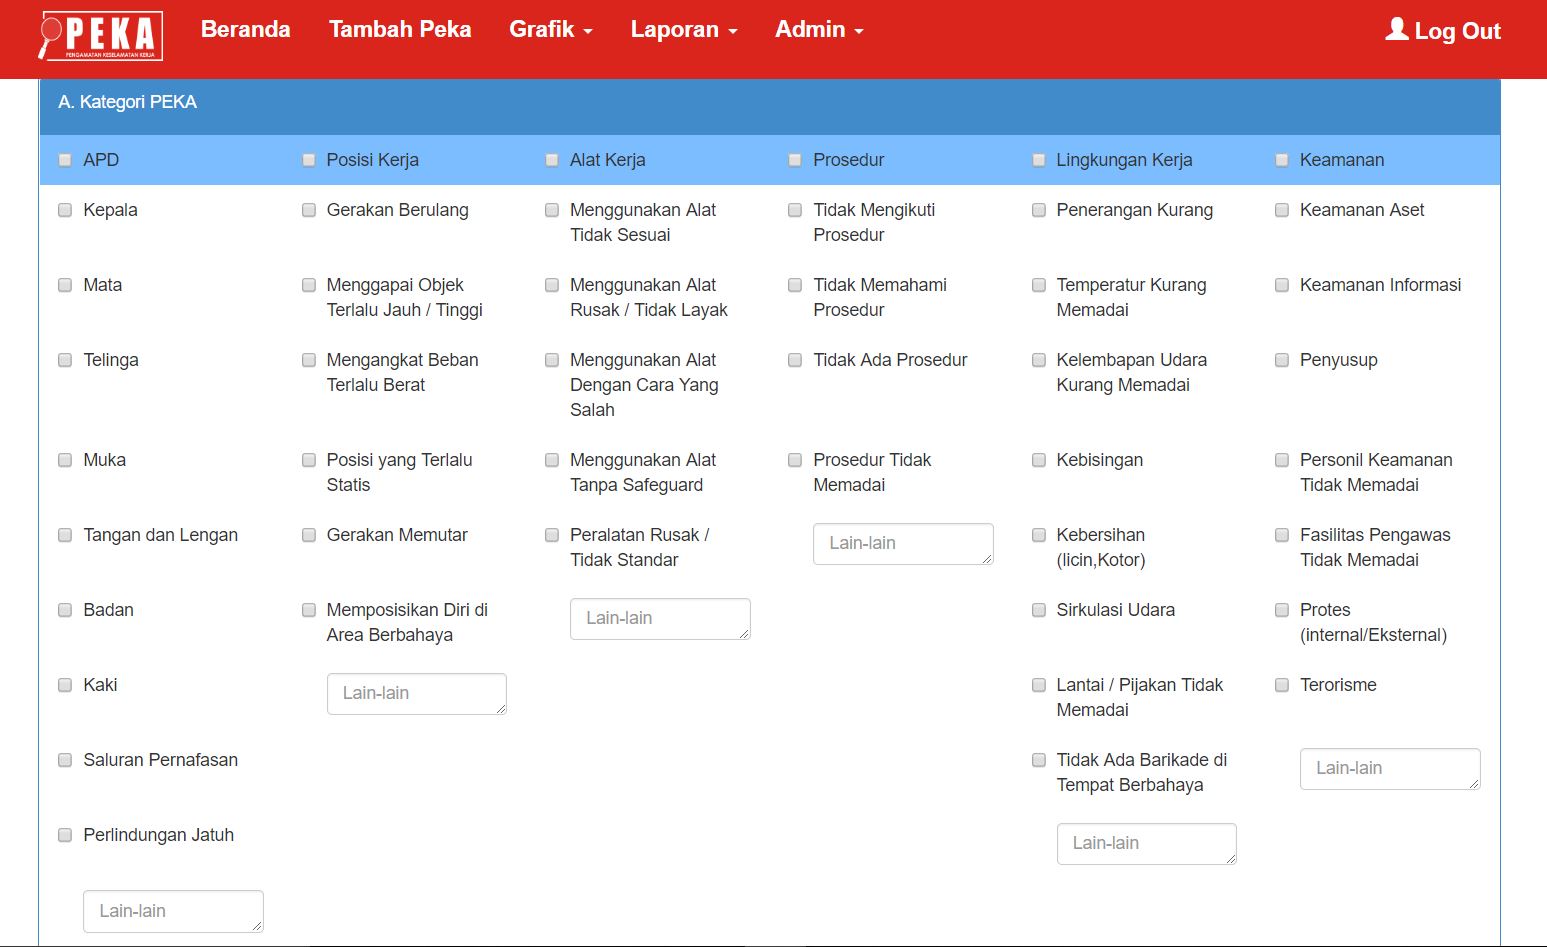 PEKA
PENGAMATAN KESELAMATAN KERJA
Beranda
Tambah Peka
Grafik
Laporan
Admin
Log Out
A. Kategori PEKA
APD
Posisi Kerja
Alat Kerja
Prosedur
Lingkungan Kerja
Keamanan
Kepala
Gerakan Berulang
Menggunakan Alat
Tidak Sesuai
Tidak Mengikuti
Prosedur
Penerangan Kurang
Keamanan Aset
Mata
Menggapai Objek
Terlalu Jauh / Tinggi
Menggunakan Alat
Rusak / Tidak Layak
Tidak Memahami
Prosedur
Temperatur Kurang
Memadai
Keamanan Informasi
Telinga
Mengangkat Beban
Terlalu Berat
Menggunakan Alat
Dengan Cara Yang
Salah
Tidak Ada Prosedur
Kelembapan Udara
Kurang Memadai
Penyusup
Muka
Posisi yang Terlalu
Statis
Menggunakan Alat
Tanpa Safeguard
Prosedur Tidak
Memadai
Kebisingan
Personil Keamanan
Tidak Memadai
Tangan dan Lengan
Gerakan Memutar
Peralatan Rusak /
Tidak Standar
Lain-lain
Kebersihan
(licin,Kotor)
Fasilitas Pengawas
Tidak Memadai
Badan
Memposisikan Diri di
Area Berbahaya
Lain-lain
Sirkulasi Udara
Protes
(internal/Eksternal)
Kaki
Lain-lain
Lantai / Pijakan Tidak
Memadai
Terorisme
Saluran Pernafasan
Tidak Ada Barikade di
Tempat Berbahaya
Lain-lain
Perlindungan Jatuh
Lain-lain
Lain-lain